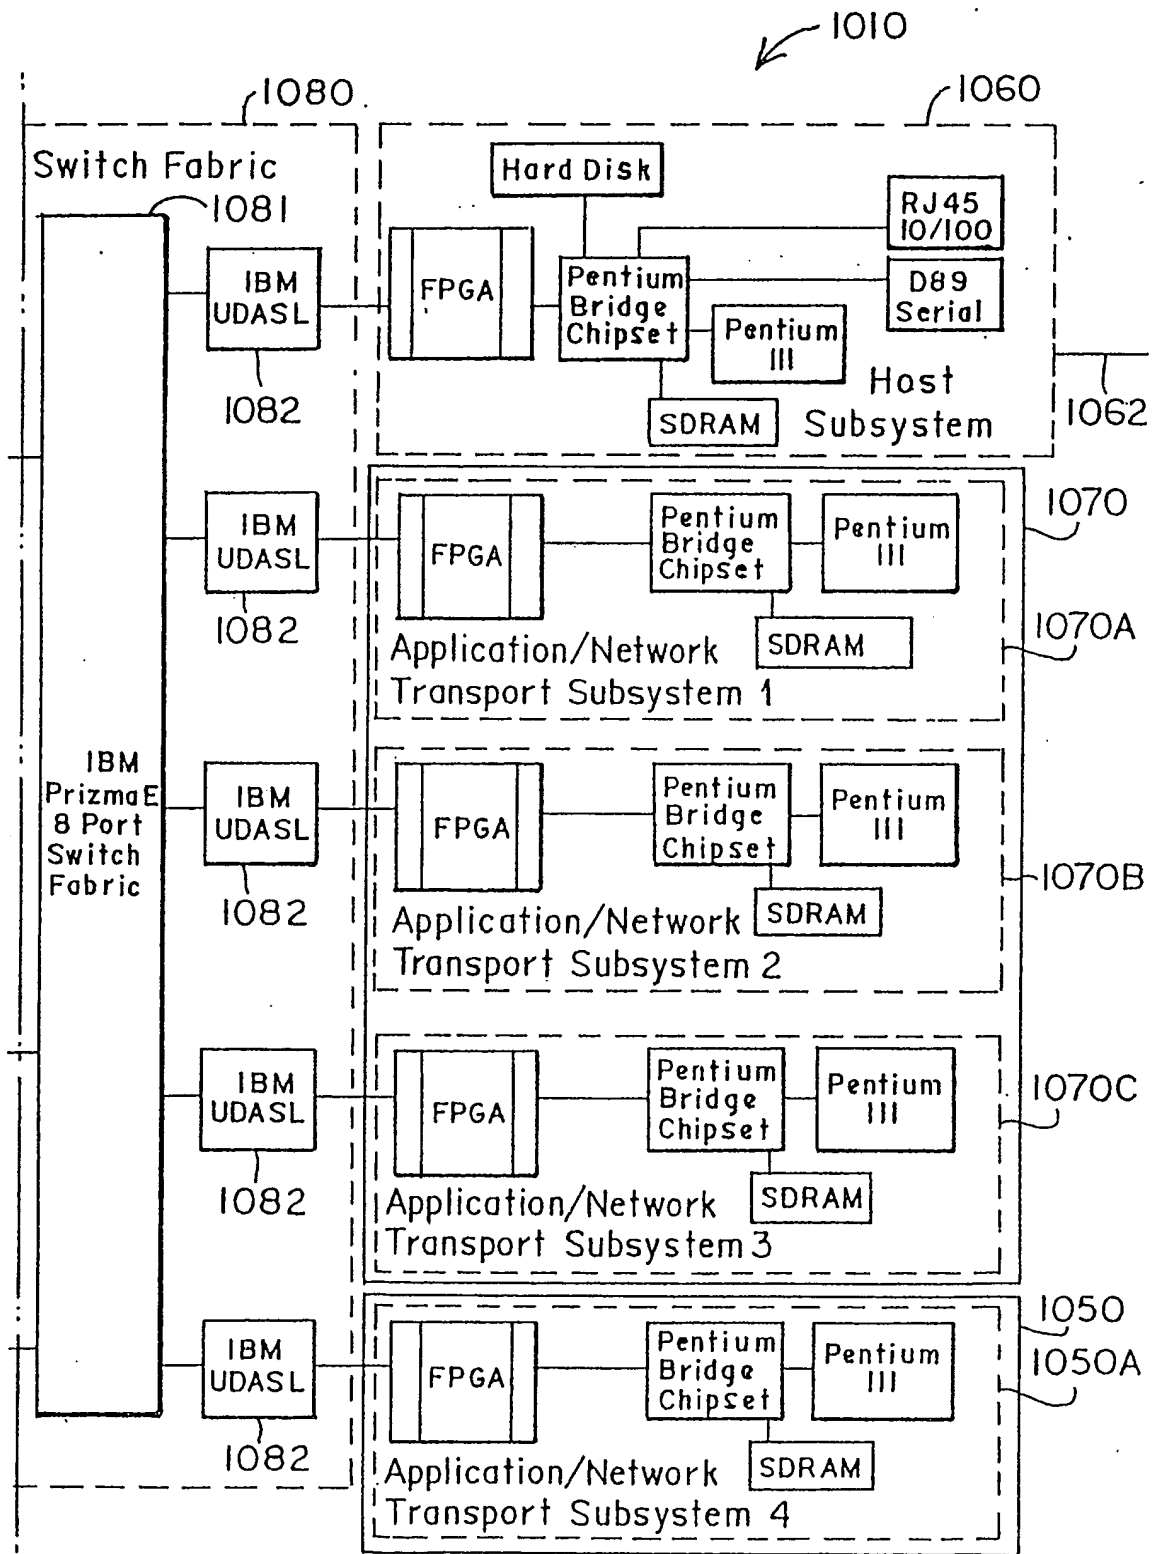 1010
1080
1060
Switch Fabric
1081
Hard Disk
RJ45
10/100
IBM
UDASL
FPGA
Pentium
Bridge
Chipset
D89
Serial
Pentium
III
1082
SDRAM
Host
Subsystem
1062
IBM
UDASL
FPGA
Pentium
Bridge
Chipset
Pentium
III
1070
1082
SDRAM
1070A
Application/Network
Transport Subsystem 1
IBM
PrizmaE
8 Port
Switch
Fabric
IBM
UDASL
FPGA
Pentium
Bridge
Chipset
Pentium
III
1070B
1082
SDRAM
Application/Network
Transport Subsystem 2
IBM
UDASL
FPGA
Pentium
Bridge
Chipset
Pentium
III
1070C
1082
SDRAM
Application/Network
Transport Subsystem 3
IBM
UDASL
FPGA
Pentium
Bridge
Chipset
Pentium
III
1050
1050A
1082
SDRAM
Application/Network
Transport Subsystem 4